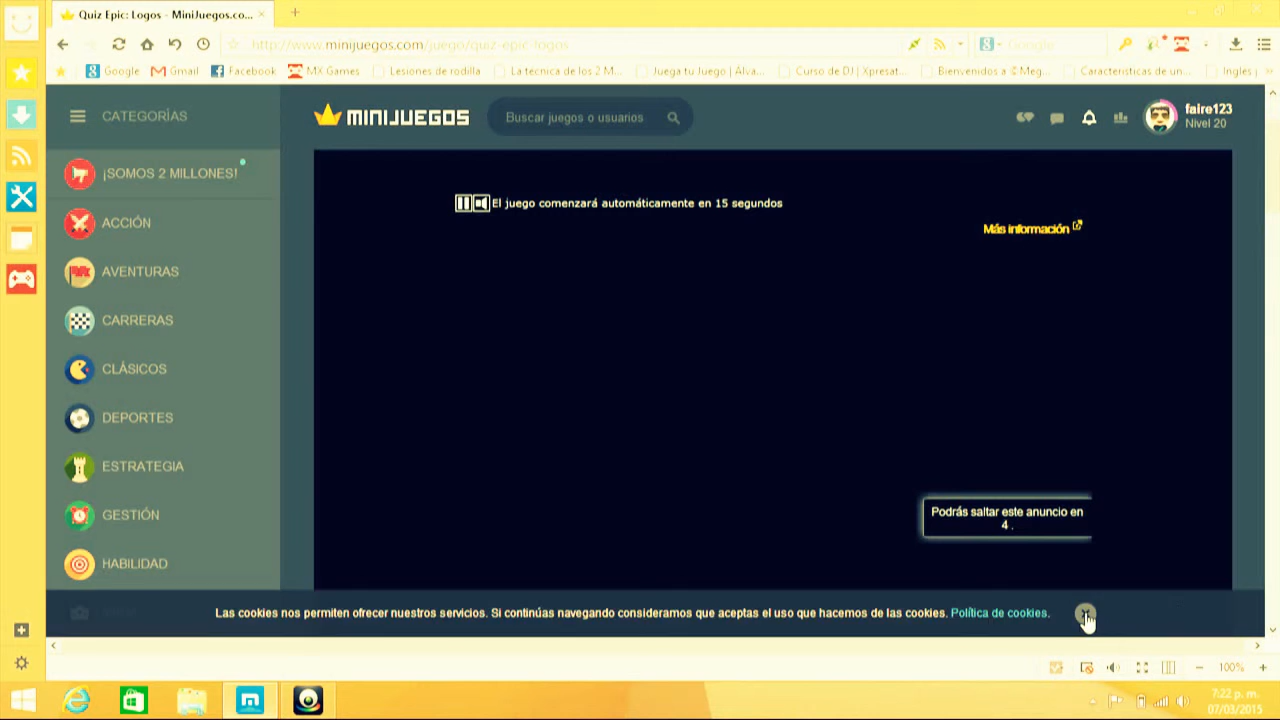 Quiz Epic: Logos - MiniJuegos.co...
http://www.minijuegos.com/juego/quiz-epic-logos
Google
Google
Gmail
Facebook
MX Games
Lesiones de rodilla
La tecnica de los 2 M...
Juega tu Juego | Alva...
Curso de DJ | Xpresat...
Bienvenidos a ©Meg...
Caracteristicas de un...
Inglés
CATEGORÍAS
MINIJUEGOS
Buscar juegos o usuarios
faire123
Nivel 20
¡SOMOS 2 MILLONES!
ACCIÓN
AVENTURAS
CARRERAS
CLÁSICOS
DEPORTES
ESTRATEGIA
GESTIÓN
HABILIDAD
El juego comenzará automáticamente en 15 segundos
Más información
Podrás saltar este anuncio en
4 .
Las cookies nos permiten ofrecer nuestros servicios. Si continúas navegando consideramos que aceptas el uso que hacemos de las cookies. Política de cookies.
100%
7:22 p. m.
07/03/2015